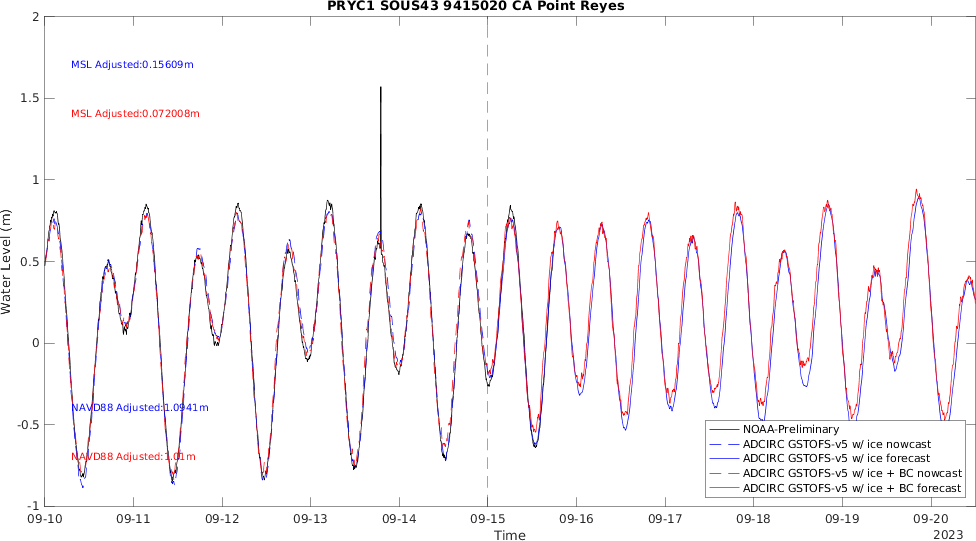 PRYC1 SOUS43 9415020 CA Point Reyes
2
1.5
1
0.5
0
-0.5
-1
Water Level (m)
MSL Adjusted:0.15609m
MSL Adjusted:0.072008m
NAVD88 Adjusted:1.0941m
NAVD88 Adjusted:1.01m
NOAA-Preliminary
ADCIRC GSTOFS-v5 w/ ice nowcast
ADCIRC GSTOFS-v5 w/ ice forecast
ADCIRC GSTOFS-v5 w/ ice + BC nowcast
ADCIRC GSTOFS-v5 w/ ice + BC forecast
09-10 09-11 09-12 09-13 09-14 09-15 09-16 09-17 09-18 09-19 09-20
Time
2023